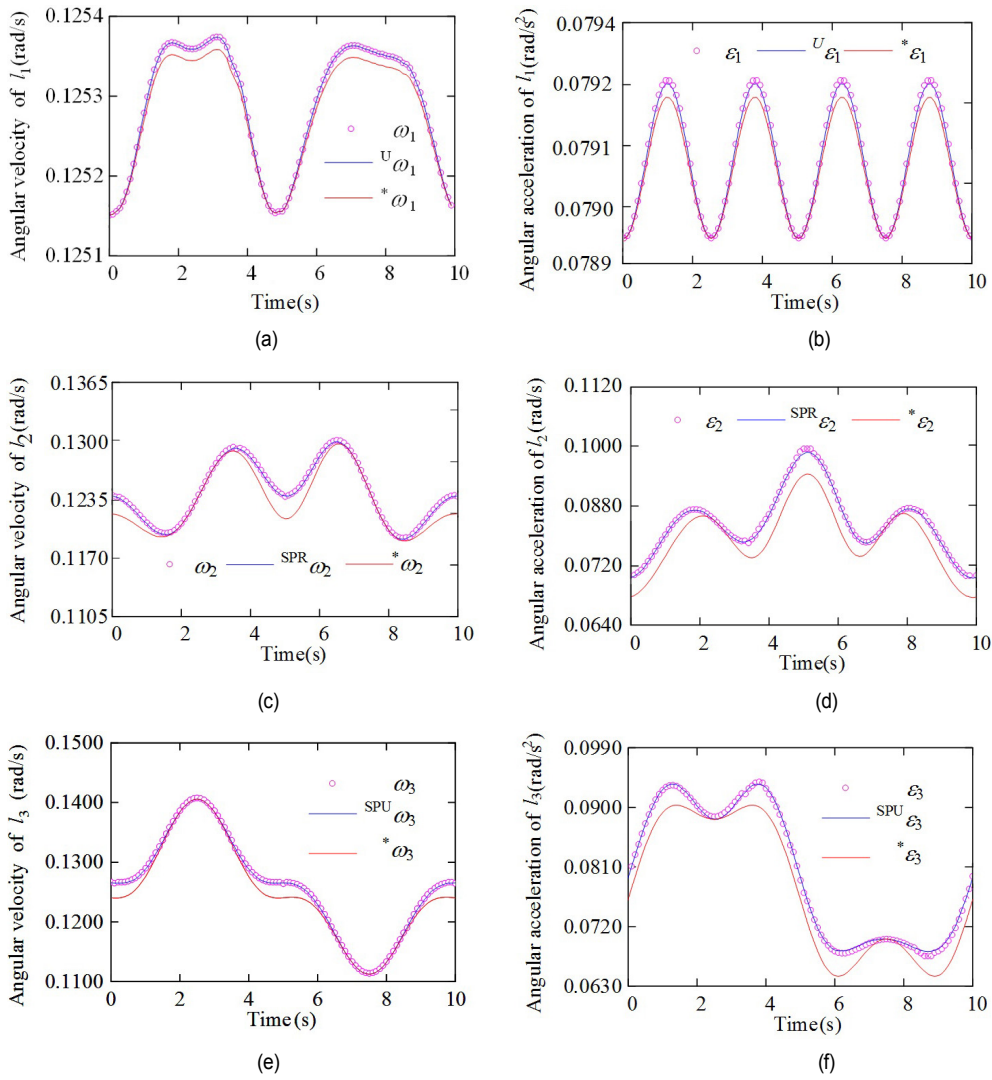 Angular velocity of l1(rad/s)
0.1254
0.1253
0.1252
0.1251
ω1
Uω1
*ω1
0 2 4 6 8 10
Time(s)
(a)
Angular acceleration of l1(rad/s2)
0.0794
0.0792
0.0791
0.0790
0.0789
ε1 Uε1 *ε1
0 2 4 6 8 10
Time(s)
(b)
Angular velocity of l2(rad/s)
0.1365
0.1300
0.1235
0.1170
0.1105
ω2 SPRω2 *ω2
0 2 4 6 8 10
Time(s)
(c)
Angular acceleration of l2(rad/s)
0.1120
0.1000
0.0880
0.0720
0.0640
ε2 SPRε2 *ε2
0 2 4 6 8 10
Time(s)
(d)
Angular velocity of l3 (rad/s)
0.1500
0.1400
0.1300
0.1200
0.1100
ω3
SPUω3
*ω3
0 2 4 6 8 10
Time(s)
(e)
Angular acceleration of l3(rad/s2)
0.0990
0.0900
0.0810
0.0720
0.0630
ε3
SPUε3
*ε3
0 2 4 6 8 10
Time(s)
(f)